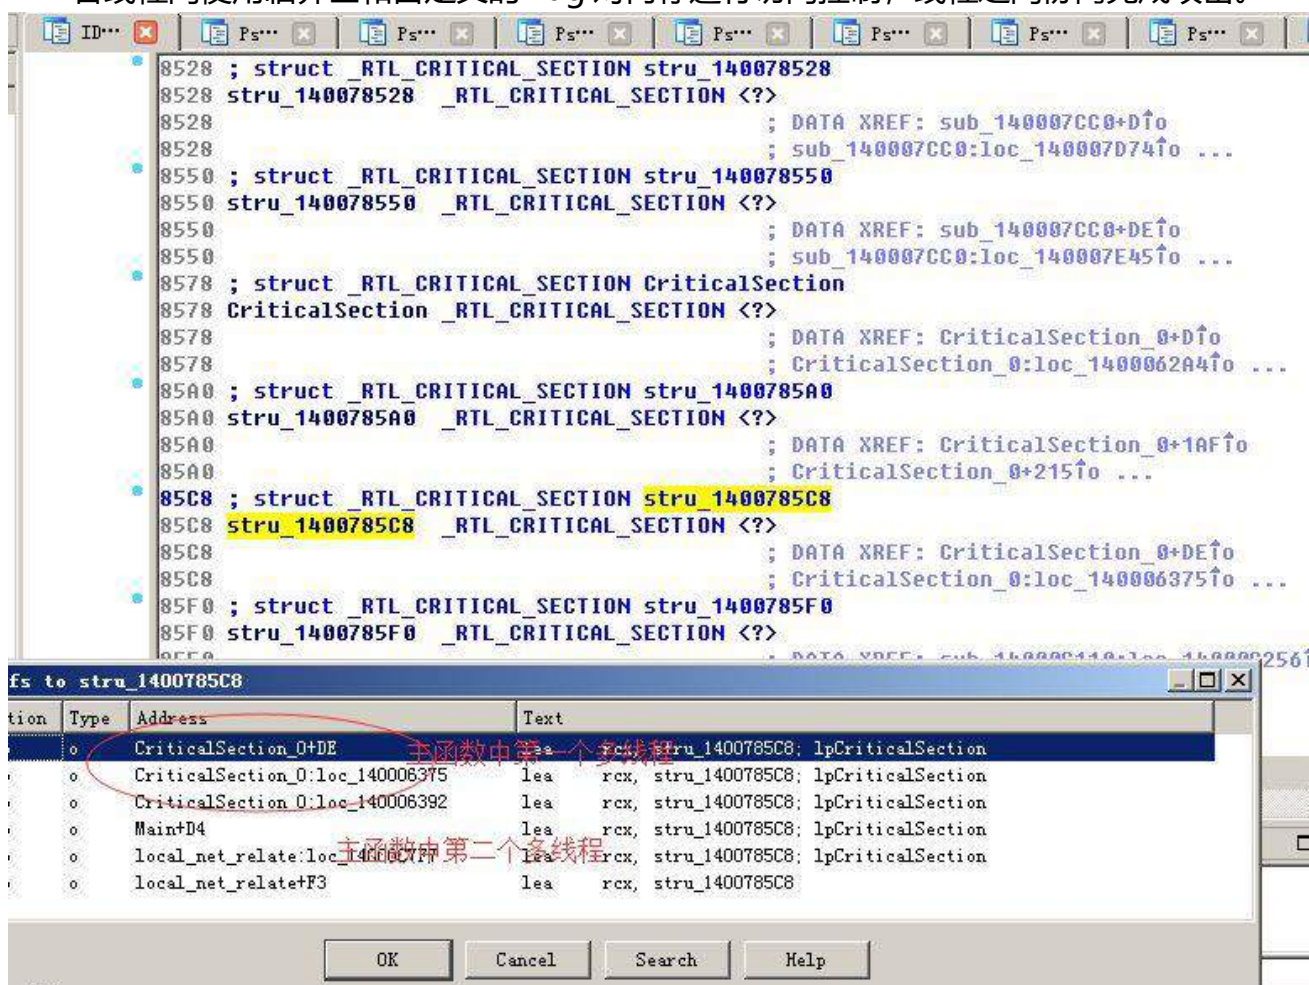 ID… Ps… Ps… Ps… Ps… Ps… Ps… Ps…
8528 ; struct _RTL_CRITICAL_SECTION stru_140078528
8528 stru_140078528 _RTL_CRITICAL_SECTION <?>
8528 ; DATA XREF: sub_140007CC0+D↑o
8528 ; sub_140007CC0:loc_140007D74↑o ...
8550 ; struct _RTL_CRITICAL_SECTION stru_140078550
8550 stru_140078550 _RTL_CRITICAL_SECTION <?>
8550 ; DATA XREF: sub_140007CC0+DE↑o
8550 ; sub_140007CC0:loc_140007E45↑o ...
8578 ; struct _RTL_CRITICAL_SECTION CriticalSection
8578 CriticalSection _RTL_CRITICAL_SECTION <?>
8578 ; DATA XREF: CriticalSection_0+D↑o
8578 ; CriticalSection_0:loc_1400062A4↑o ...
85A0 ; struct _RTL_CRITICAL_SECTION stru_1400785A0
85A0 stru_1400785A0 _RTL_CRITICAL_SECTION <?>
85A0 ; DATA XREF: CriticalSection_0+1AF↑o
85A0 ; CriticalSection_0+215↑o ...
85C8 ; struct _RTL_CRITICAL_SECTION stru_1400785C8
85C8 stru_1400785C8 _RTL_CRITICAL_SECTION <?>
85C8 ; DATA XREF: CriticalSection_0+DE↑o
85C8 ; CriticalSection_0:loc_140006375↑o ...
85F0 ; struct _RTL_CRITICAL_SECTION stru_1400785F0
85F0 stru_1400785F0 _RTL_CRITICAL_SECTION <?>
fs to stru_1400785C8
tion Type Address Text
o CriticalSection_0+DE lea rcx, stru_1400785C8; lpCriticalSection
主函数中第一个多线程
o CriticalSection_0:loc_140006375 lea rcx, stru_1400785C8; lpCriticalSection
o CriticalSection_0:loc_140006392 lea rcx, stru_1400785C8; lpCriticalSection
o Main+D4 lea rcx, stru_1400785C8; lpCriticalSection
主函数中第二个多线程
o local_net_relate: lea rcx, stru_1400785C8; lpCriticalSection
o local_net_relate+F3 lea rcx, stru_1400785C8
OK Cancel Search Help